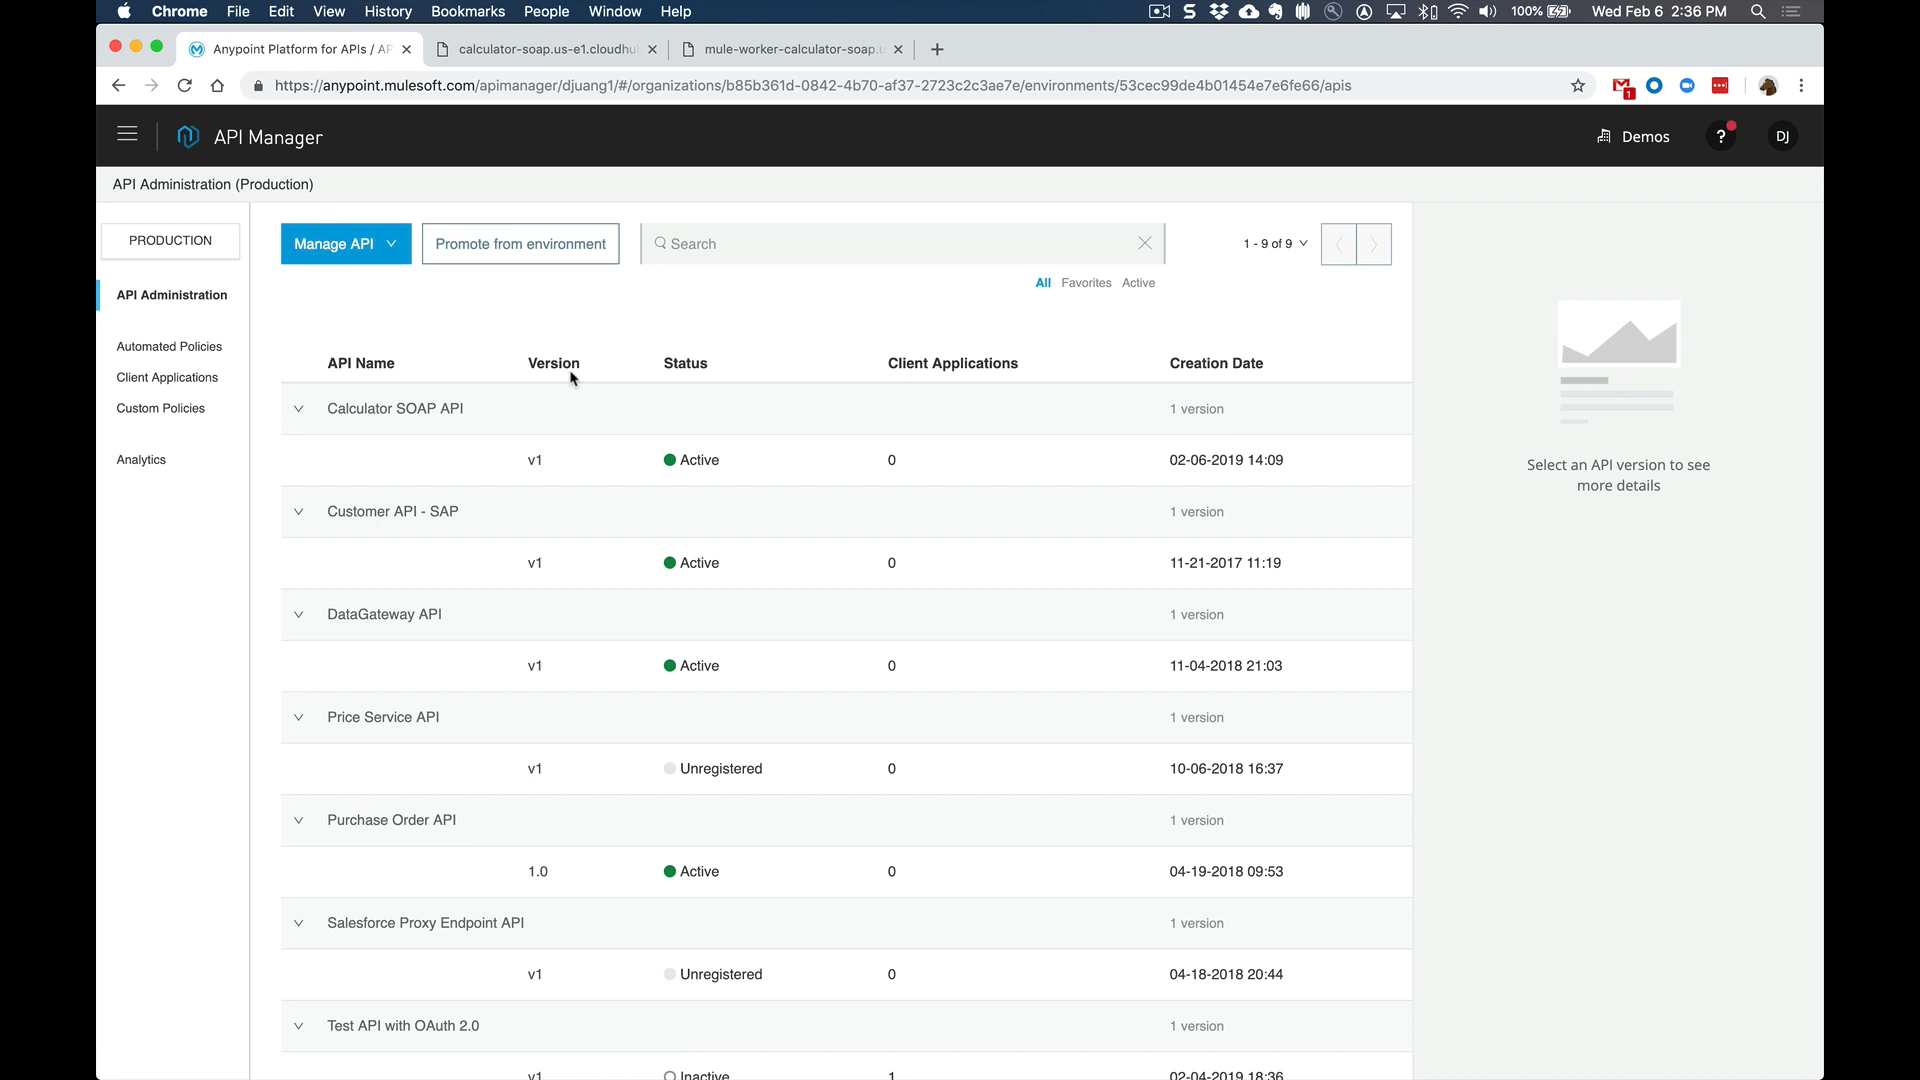 Chrome File Edit View History Bookmarks People Window Help 100% Wed Feb 6 2:36 PM
Anypoint Platform for APIs / AP calculator-soap.us-e1.cloudhu mule-worker-calculator-soap.u
https://anypoint.mulesoft.com/apimanager/djuang1/#/organizations/b85b361d-0842-4b70-af37-2723c2c3ae7e/environments/53cec99de4b01454e7e6fe66/apis 1
API Manager Demos ? DJ
API Administration (Production)
PRODUCTION
API Administration
Automated Policies
Client Applications
Custom Policies
Analytics
Manage API Promote from environment Search 1 - 9 of 9
All Favorites Active
API Name Version Status Client Applications Creation Date
Calculator SOAP API 1 version
v1 Active 0 02-06-2019 14:09
Customer API - SAP 1 version
v1 Active 0 11-21-2017 11:19
DataGateway API 1 version
v1 Active 0 11-04-2018 21:03
Price Service API 1 version
v1 Unregistered 0 10-06-2018 16:37
Purchase Order API 1 version
1.0 Active 0 04-19-2018 09:53
Salesforce Proxy Endpoint API 1 version
v1 Unregistered 0 04-18-2018 20:44
Test API with OAuth 2.0 1 version
v1 Inactive 1 02-04-2019 18:36
Select an API version to see
more details